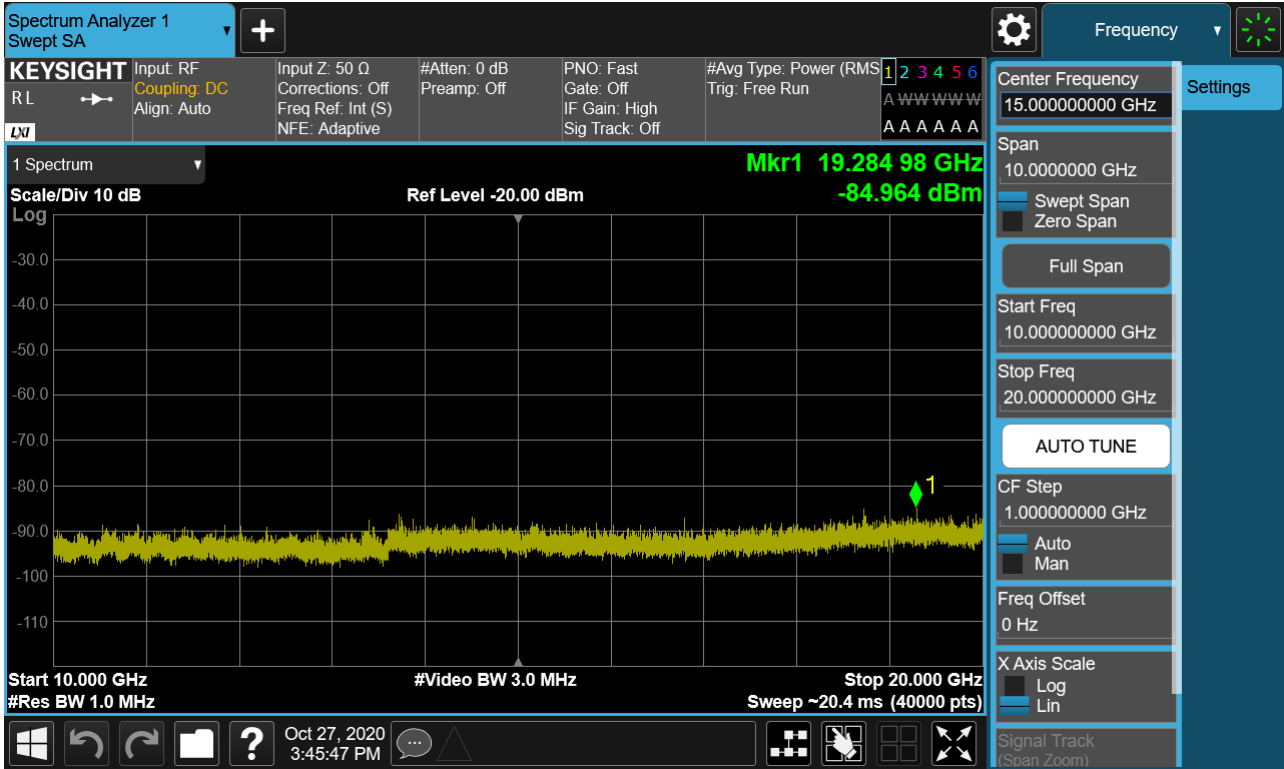 Spectrum Analyzer 1
Swept SA
Frequency
KEYSIGHT
R L
LXI
Input: RF
Coupling: DC
Align: Auto
Input Z: 50 Ω
Corrections: Off
Freq Ref: Int (S)
NFE: Adaptive
#Atten: 0 dB
Preamp: Off
PNO: Fast
Gate: Off
IF Gain: High
Sig Track: Off
#Avg Type: Power (RMS
Trig: Free Run
1 2 3 4 5 6
A W W W W W
A A A A A A
1 Spectrum
Scale/Div 10 dB
Log
Ref Level -20.00 dBm
Mkr1 19.284 98 GHz
-84.964 dBm
-30.0
-40.0
-50.0
-60.0
-70.0
-80.0
-90.0
-100
-110
1
Start 10.000 GHz
#Res BW 1.0 MHz
#Video BW 3.0 MHz
Stop 20.000 GHz
Sweep ~20.4 ms (40000 pts)
Center Frequency
15.000000000 GHz
Span
10.0000000 GHz
Swept Span
Zero Span
Full Span
Start Freq
10.000000000 GHz
Stop Freq
20.000000000 GHz
AUTO TUNE
CF Step
1.000000000 GHz
Auto
Man
Freq Offset
0 Hz
X Axis Scale
Log
Lin
Signal Track
(Span Zoom)
Settings
?
Oct 27, 2020
3:45:47 PM